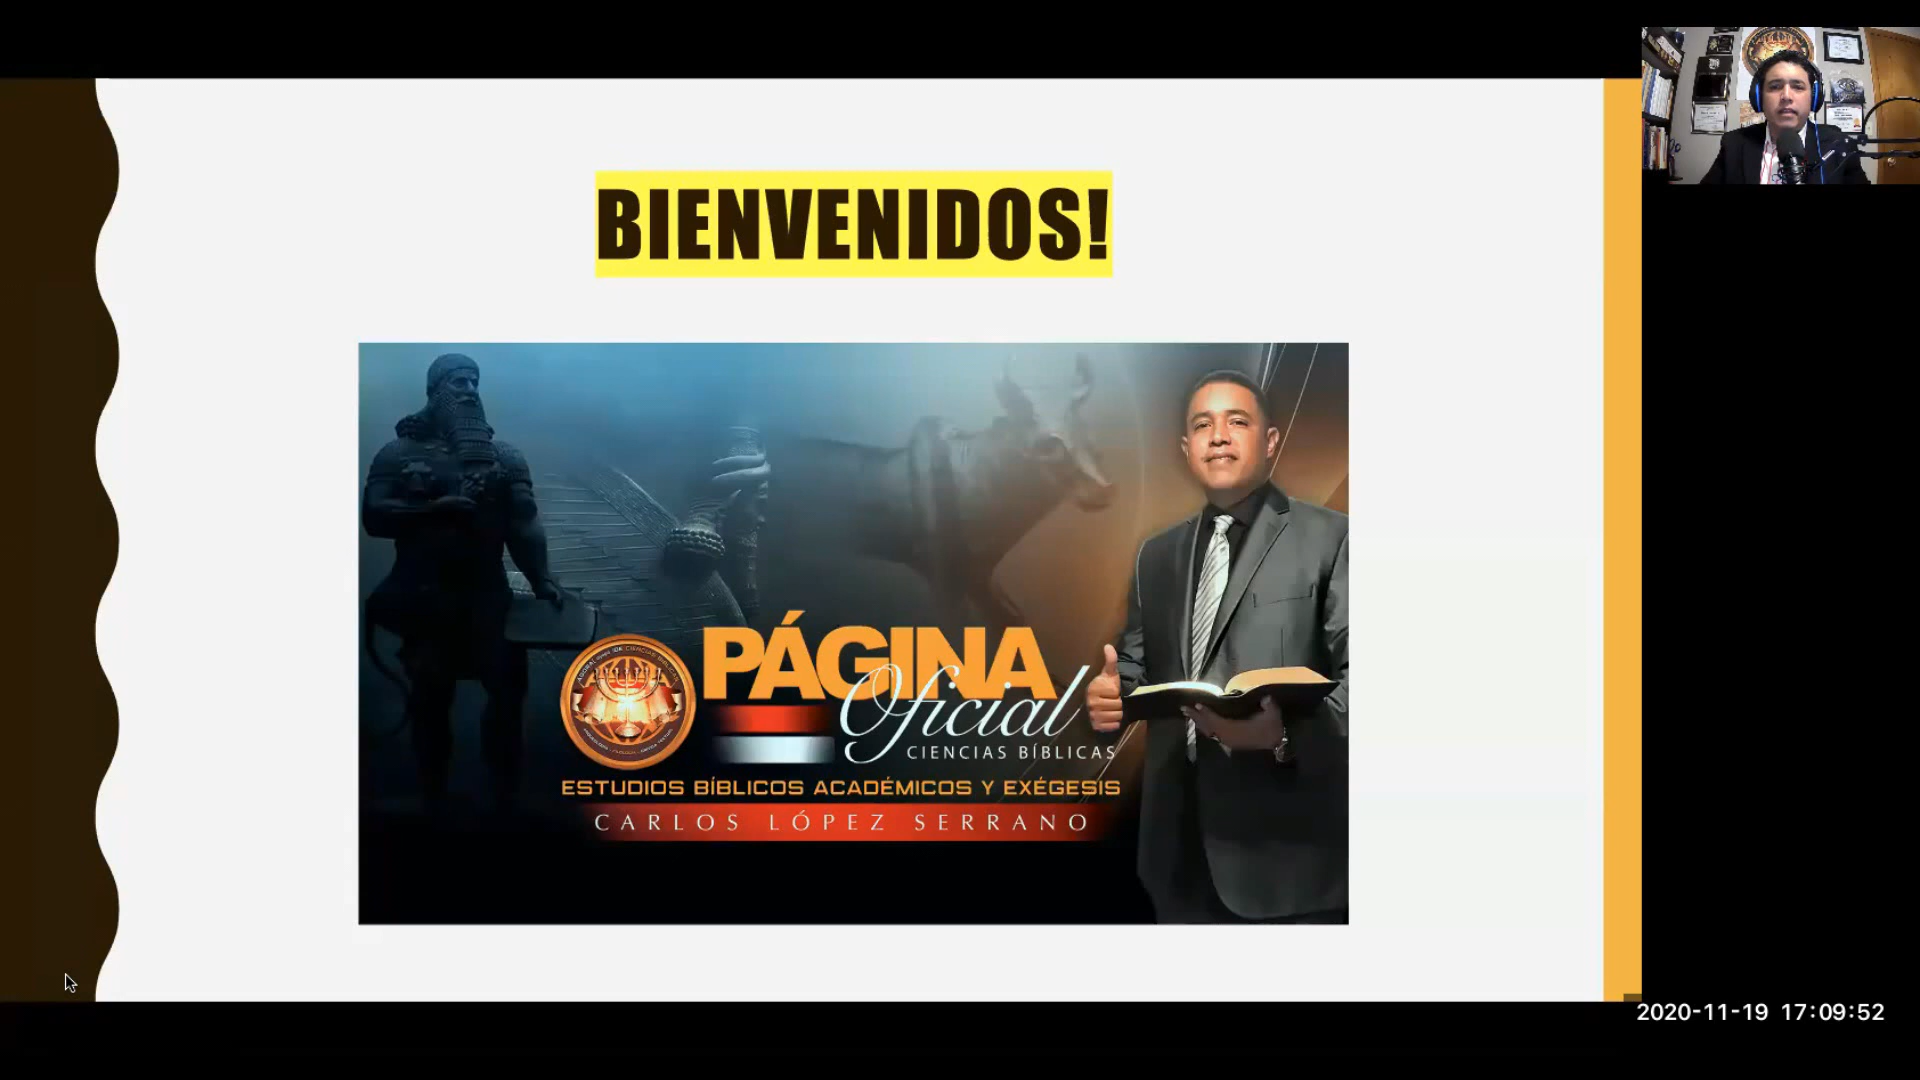 BIENVENIDOS!
PÁGINA
Oficial
CIENCIAS BÍBLICAS
ESTUDIOS BÍBLICOS ACADÉMICOS Y EXÉGESIS
CARLOS LÓPEZ SERRANO
2020-11-19 17:09:52